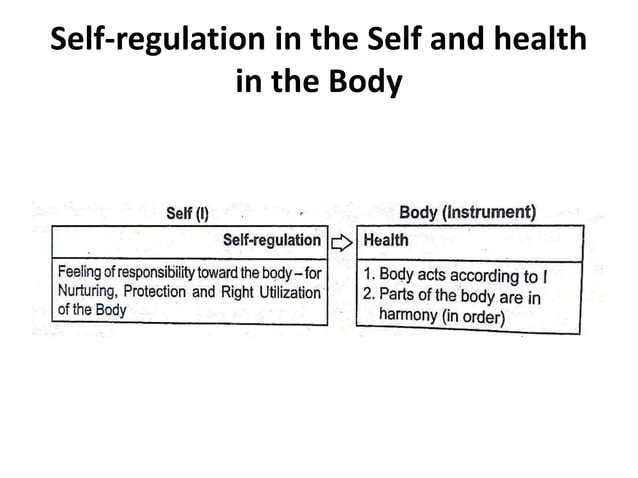 Self-regulation in the Self and health
in the Body
Self (I)
Body (Instrument)
Self-regulation
Health
Feeling of responsibility toward the body – for
Nurturing, Protection and Right Utilization
of the Body
1. Body acts according to I
2. Parts of the body are in
harmony (in order)